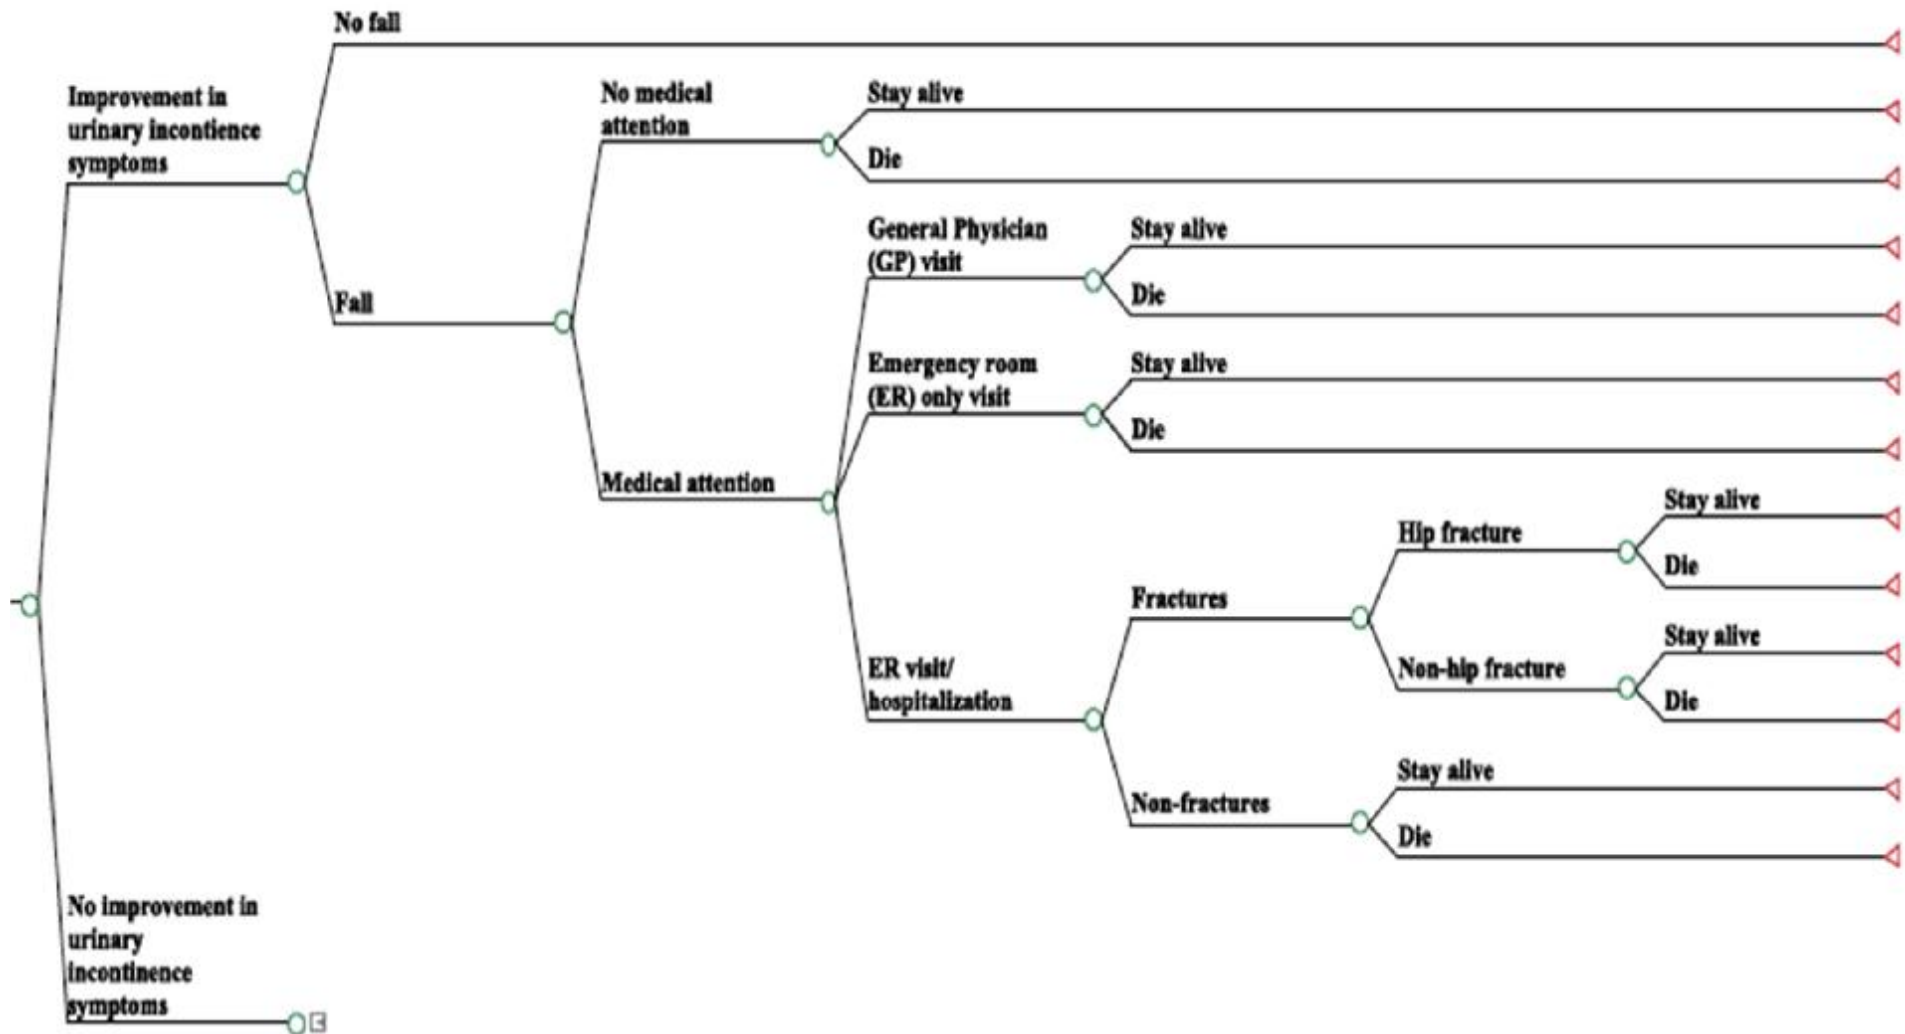 No fall
Improvement in
urinary incontience
symptoms
No medical
attention
Stay alive
Die
General Physician
(GP) visit
Stay alive
Die
Fall
Emergency room
(ER) only visit
Stay alive
Die
Medical attention
Stay alive
Hip fracture
Die
Fractures
Stay alive
Non-hip fracture
Die
ER visit/
hospitalization
Stay alive
Non-fractures
Die
No improvement in
urinary
incontinence
symptoms